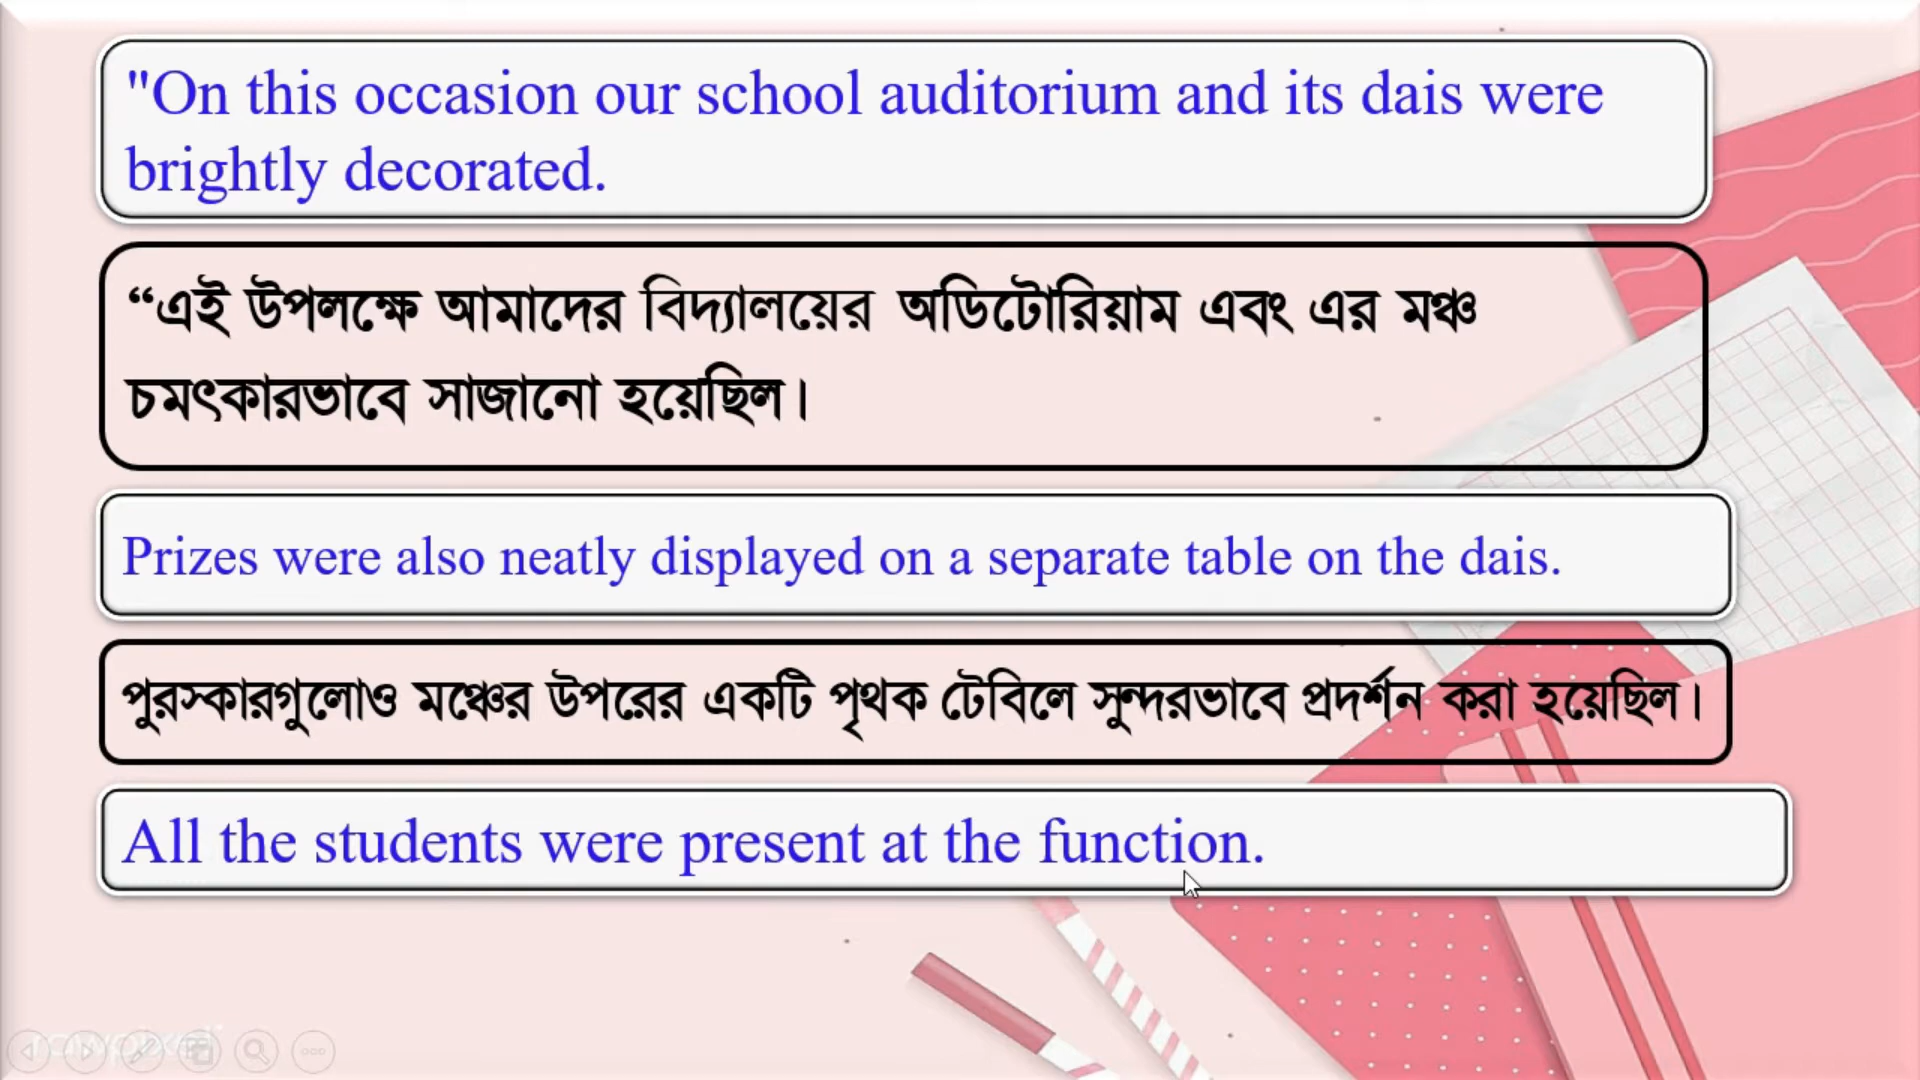 "On this occasion our school auditorium and its dais were
brightly decorated.
“এই উপলক্ষে আমাদের বিদ্যালয়ের অডিটোরিয়াম এবং এর মঞ্চ
চমৎকারভাবে সাজানো হয়েছিল।
Prizes were also neatly displayed on a separate table on the dais.
পুরস্কারগুলোও মঞ্চের উপরের একটি পৃথক টেবিলে সুন্দরভাবে প্রদর্শন করা হয়েছিল।
All the students were present at the function.
rawpixel